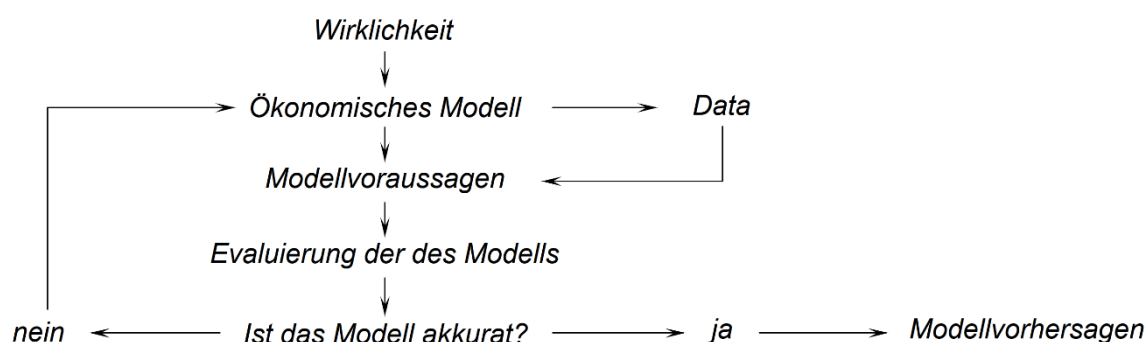 Wirklichkeit
Ökonomisches Modell
Data
Modellvoraussagen
Evaluierung der des Modells
nein
Ist das Modell akkurat?
ja
Modellvorhersagen